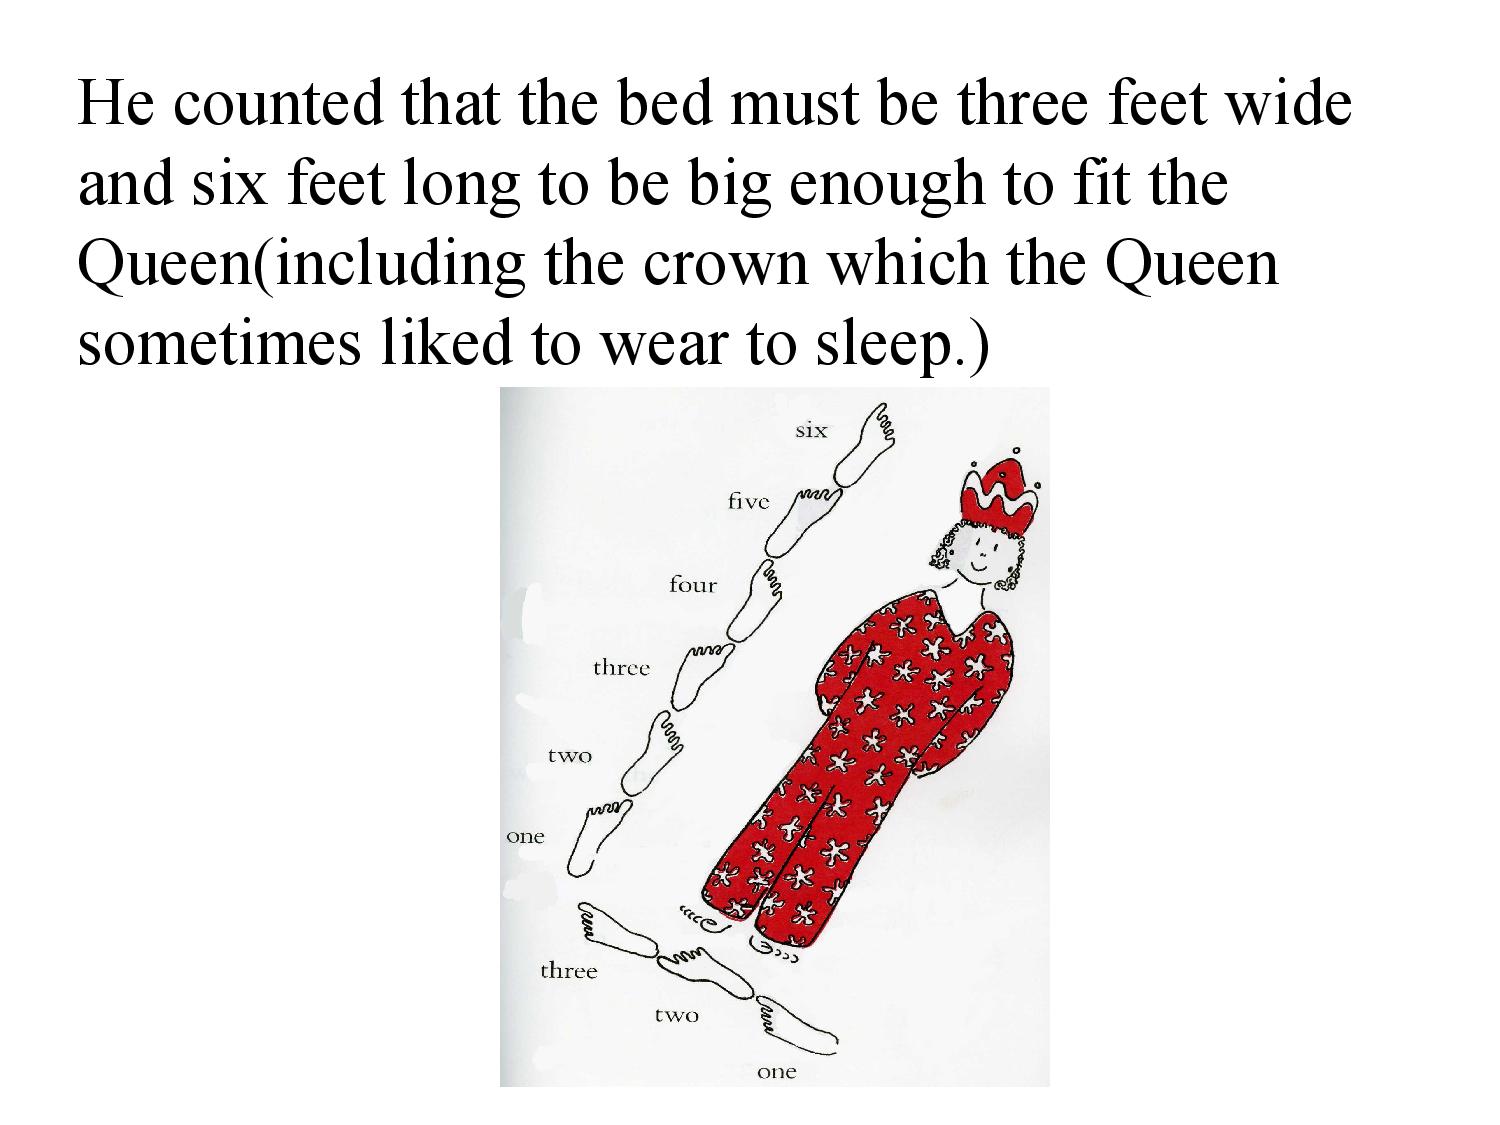 He counted that the bed must be three feet wide
and six feet long to be big enough to fit the
Queen(including the crown which the Queen
sometimes liked to wear to sleep.)
six
five
four
three
two
one
three
two
one